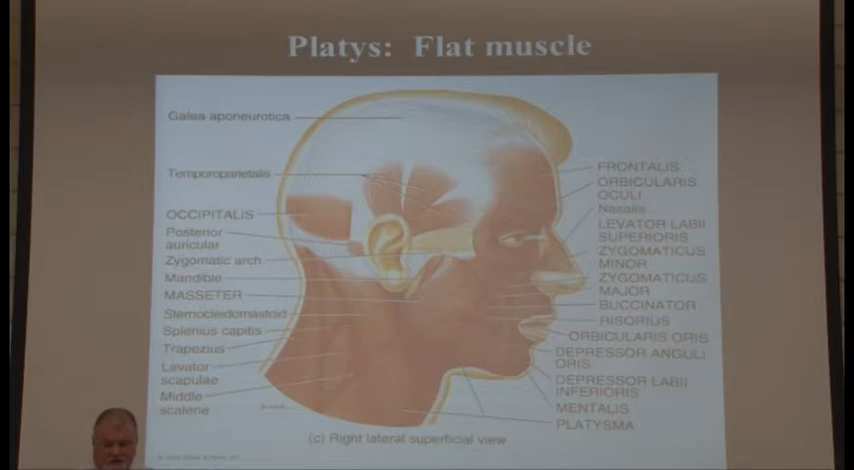 Platys: Flat muscle
Galea aponeurotica
Temporoparietalis
OCCIPITALIS
Posterior
auricular
Zygomatic arch
Mandible
MASSETER
Sternocleidomastoid
Splenius capitis
Trapezius
Levator
scapulae
Middle
scalene
FRONTALIS
ORBICULARIS
OCULI
Nasalis
LEVATOR LABII
SUPERIORIS
ZYGOMATICUS
MINOR
ZYGOMATICUS
MAJOR
BUCCINATOR
RISORIUS
ORBICULARIS ORIS
DEPRESSOR ANGULI
ORIS
DEPRESSOR LABII
INFERIORIS
MENTALIS
PLATYSMA
(c) Right lateral superficial view